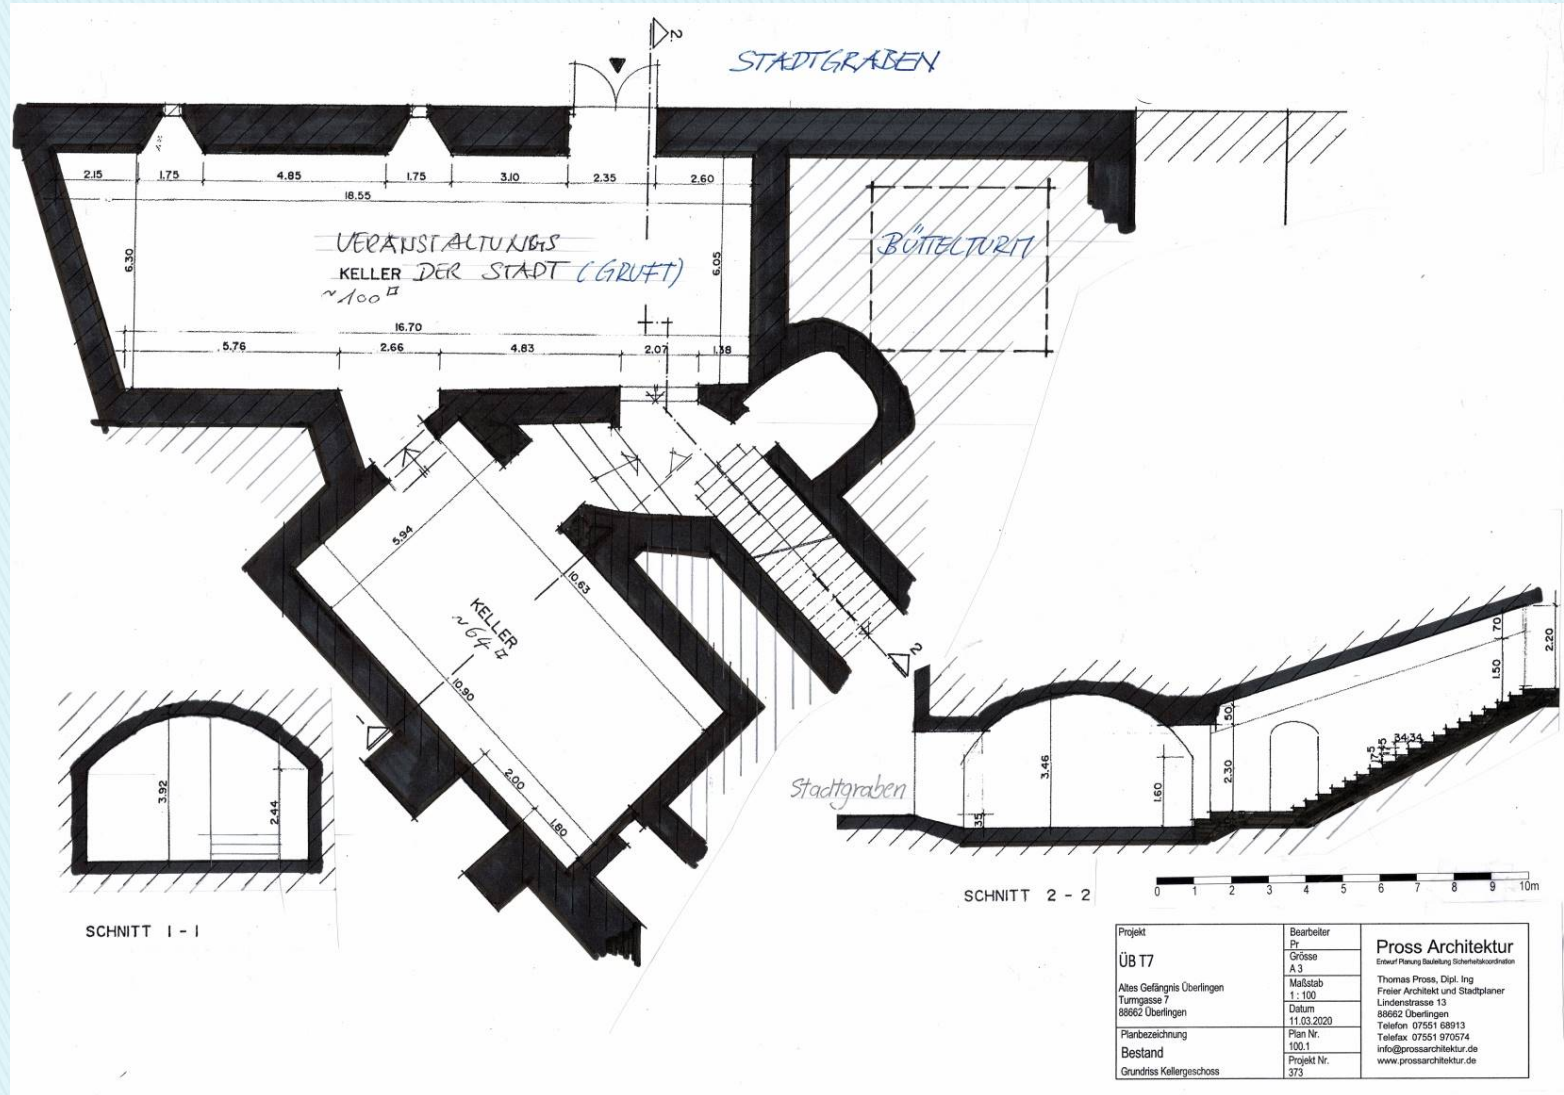 2
STADTGRABEN
2.15
1.75
4.85
1.75
3.10
2.35
2.60
18.55
VERANSTALTUNGS
KELLER DER STADT (GRUFT)
~100
BÜTTELTURM
6.30
6.05
16.70
5.76
2.66
4.83
2.07
1.38
5.94
10.63
KELLER
~64
10.90
2.00
1.80
2
1
3.92
2.44
SCHNITT 1-1
Stadtgraben
35
3.46
1.60
2.30
50
34 34
1.50
70
2.20
SCHNITT 2-2
0 1 2 3 4 5 6 7 8 9 10m
Projekt
ÜB T7
Altes Gefängnis Überlingen
Turmgasse 7
88662 Überlingen
Planbezeichnung
Bestand
Grundriss Kellergeschoss
Bearbeiter
Pr
Grösse
A 3
Maßstab
1 : 100
Datum
11.03.2020
Plan Nr.
100.1
Projekt Nr.
373
Pross Architektur
Entwurf Planung Bauleitung Sicherheitskoordination
Thomas Pross, Dipl. Ing
Freier Architekt und Stadtplaner
Lindenstrasse 13
88662 Überlingen
Telefon 07551 68913
Telefax 07551 970574
info@prossarchitektur.de
www.prossarchitektur.de